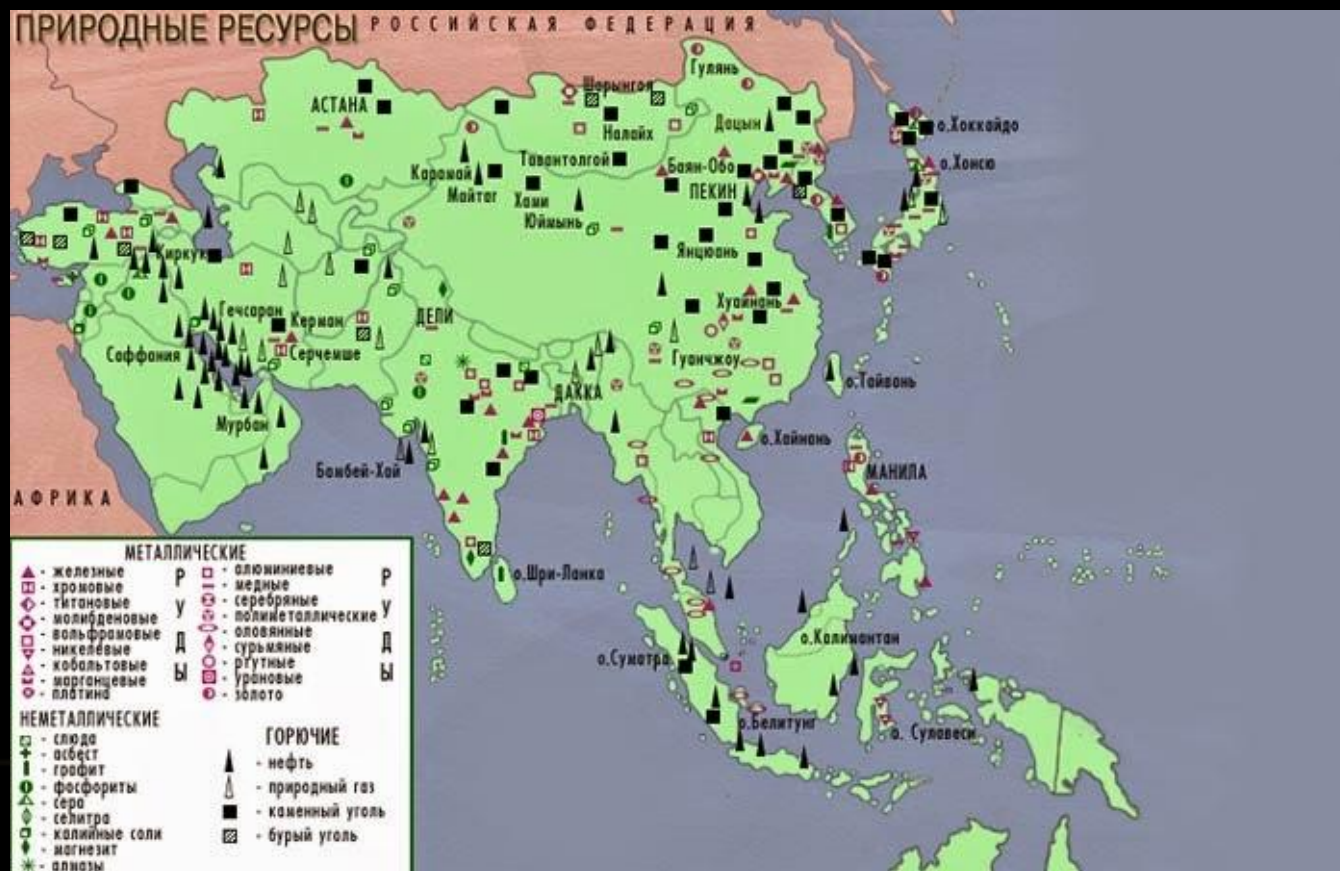 ПРИРОДНЫЕ РЕСУРСЫ
РОССИЙСКАЯ ФЕДЕРАЦИЯ
Гулянь
Шарынгол
АСТАНА
Налайх
Дацын
о.Хоккайдо
Тавантолгой
Баян-Обо
о.Хонсю
Карамай
Майтаг
Хами
ПЕКИН
Юймынь
Киркук
Янцюань
Гечсаран
Керман
ДЕЛИ
Хуайнань
Саффания
Серчемше
Гуанчжоу
о.Тайвань
ДАККА
Мурбан
о.Хайнань
Бомбей-Хай
МАНИЛА
АФРИКА
о.Шри-Ланка
о.Калимантан
о.Суматра
о.Белитунг
о. Сулавеси
МЕТАЛЛИЧЕСКИЕ
РУДЫ
- железные
- хромовые
- титановые
- молибденовые
- вольфрамовые
- никелевые
- кобальтовые
- марганцевые
- платина
РУДЫ
- алюминиевые
- медные
- серебряные
- полиметаллические
- оловянные
- сурьмяные
- ртутные
- урановые
- золото
НЕМЕТАЛЛИЧЕСКИЕ
- слюда
- асбест
- графит
- фосфориты
- сера
- селитра
- калийные соли
- магнезит
- алмазы
ГОРЮЧИЕ
- нефть
- природный газ
- каменный уголь
- бурый уголь